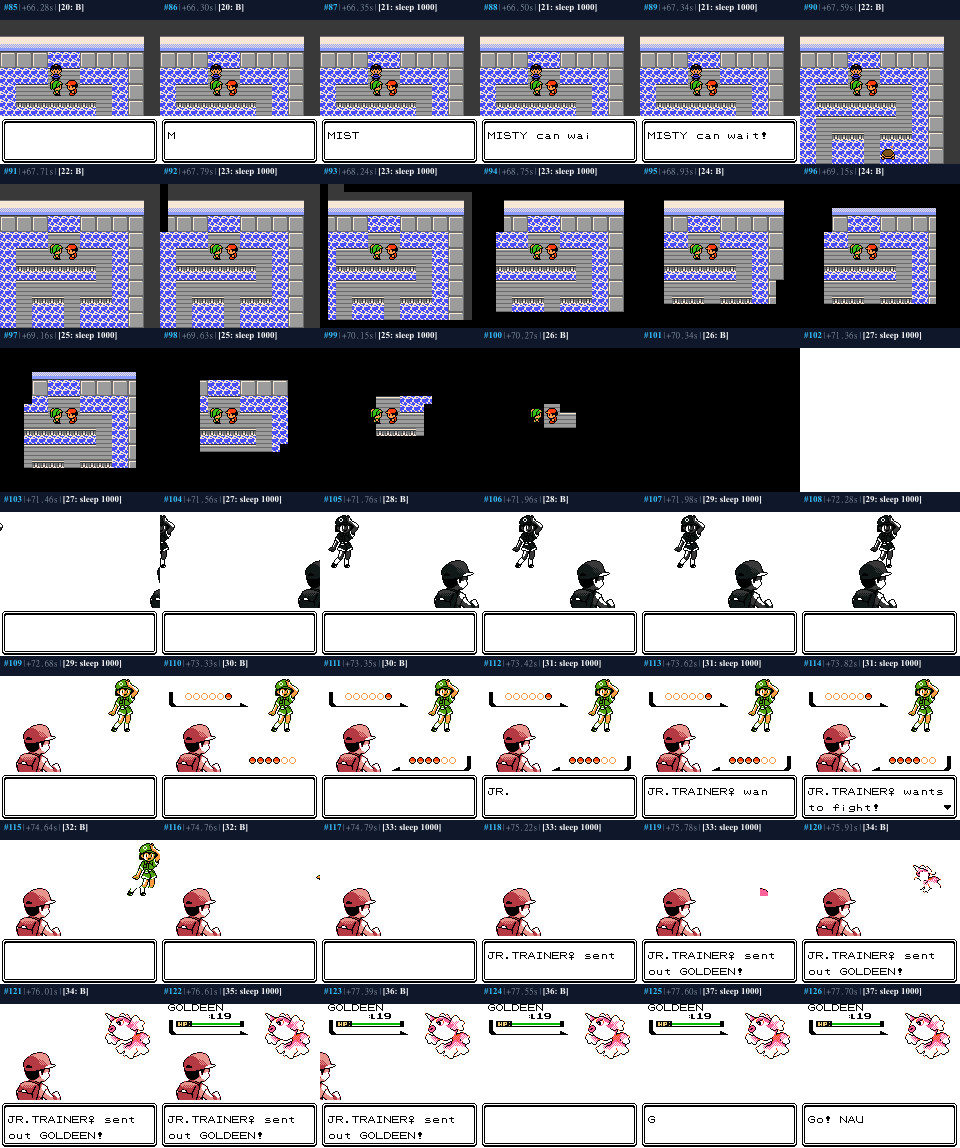 #85|+66.28s| [20: B]
#86|+66.30s| [20: B]
#87|+66.35s| [21: sleep 1000]
#88|+66.50s| [21: sleep 1000]
#89|+67.34s| [21: sleep 1000]
#90|+67.59s| [22: B]
M
MIST
MISTY can wai
MISTY can wait!
#91|+67.71s| [22: B]
#92|+67.79s| [23: sleep 1000]
#93|+68.24s| [23: sleep 1000]
#94|+68.75s| [23: sleep 1000]
#95|+68.93s| [24: B]
#96|+69.15s| [24: B]
#97|+69.16s| [25: sleep 1000]
#98|+69.63s| [25: sleep 1000]
#99|+70.15s| [25: sleep 1000]
#100|+70.27s| [26: B]
#101|+70.34s| [26: B]
#102|+71.36s| [27: sleep 1000]
#103|+71.46s| [27: sleep 1000]
#104|+71.56s| [27: sleep 1000]
#105|+71.76s| [28: B]
#106|+71.96s| [28: B]
#107|+71.98s| [29: sleep 1000]
#108|+72.28s| [29: sleep 1000]
#109|+72.68s| [29: sleep 1000]
#110|+73.33s| [30: B]
#111|+73.35s| [30: B]
#112|+73.42s| [31: sleep 1000]
#113|+73.62s| [31: sleep 1000]
#114|+73.82s| [31: sleep 1000]
JR.
JR.TRAINER♀ wan
JR.TRAINER♀ wants
to fight!
#115|+74.64s| [32: B]
#116|+74.76s| [32: B]
#117|+74.79s| [33: sleep 1000]
#118|+75.22s| [33: sleep 1000]
#119|+75.78s| [33: sleep 1000]
#120|+75.91s| [34: B]
JR.TRAINER♀ sent
JR.TRAINER♀ sent
out GOLDEEN!
JR.TRAINER♀ sent
out GOLDEEN!
#121|+76.01s| [34: B]
#122|+76.61s| [35: sleep 1000]
#123|+77.39s| [36: B]
#124|+77.55s| [36: B]
#125|+77.60s| [37: sleep 1000]
#126|+77.70s| [37: sleep 1000]
GOLDEEN
:L19
HP:
JR.TRAINER♀ sent
out GOLDEEN!
GOLDEEN
:L19
HP:
JR.TRAINER♀ sent
out GOLDEEN!
GOLDEEN
:L19
HP:
JR.TRAINER♀ sent
out GOLDEEN!
GOLDEEN
:L19
HP:
GOLDEEN
:L19
HP:
G
GOLDEEN
:L19
HP:
Go! NAU